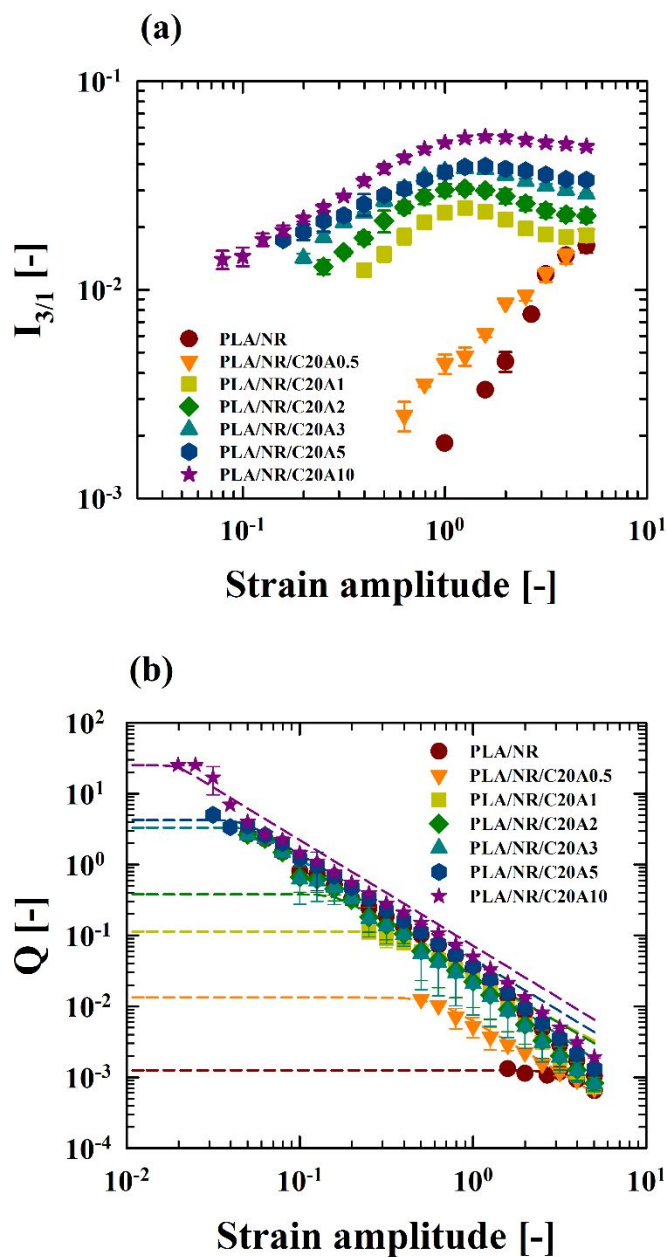 (a)
10⁻¹
10⁻²
10⁻³
I₃/₁ [-]
PLA/NR
PLA/NR/C20A0.5
PLA/NR/C20A1
PLA/NR/C20A2
PLA/NR/C20A3
PLA/NR/C20A5
PLA/NR/C20A10
10⁻¹ 10⁰ 10¹
Strain amplitude [-]
(b)
10²
10¹
10⁰
10⁻¹
10⁻²
10⁻³
10⁻⁴
Q [-]
PLA/NR
PLA/NR/C20A0.5
PLA/NR/C20A1
PLA/NR/C20A2
PLA/NR/C20A3
PLA/NR/C20A5
PLA/NR/C20A10
10⁻² 10⁻¹ 10⁰ 10¹
Strain amplitude [-]